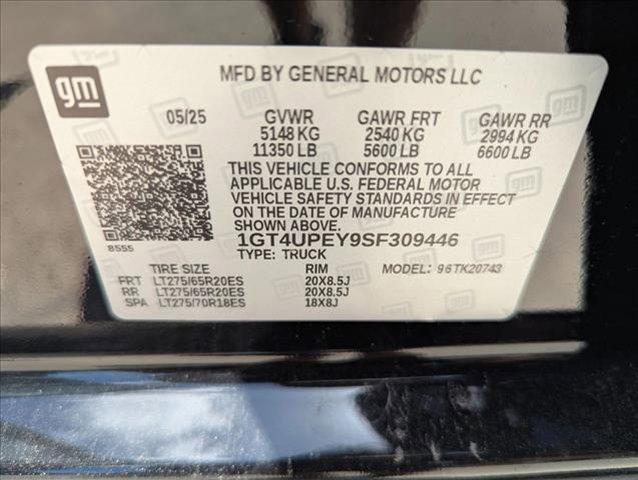 gm
MFD BY GENERAL MOTORS LLC
05/25 GVWR GAWR FRT GAWR RR
5148 KG 2540 KG 2994 KG
11350 LB 5600 LB 6600 LB
THIS VEHICLE CONFORMS TO ALL
APPLICABLE U.S. FEDERAL MOTOR
VEHICLE SAFETY STANDARDS IN EFFECT
ON THE DATE OF MANUFACTURE
SHOWN ABOVE.
8555 1GT4UPEY9SF309446
TYPE: TRUCK
TIRE SIZE RIM MODEL: 96TK20743
FRT LT275/65R20ES 20X8.5J
RR LT275/65R20ES 20X8.5J
SPA LT275/70R18ES 18X8J